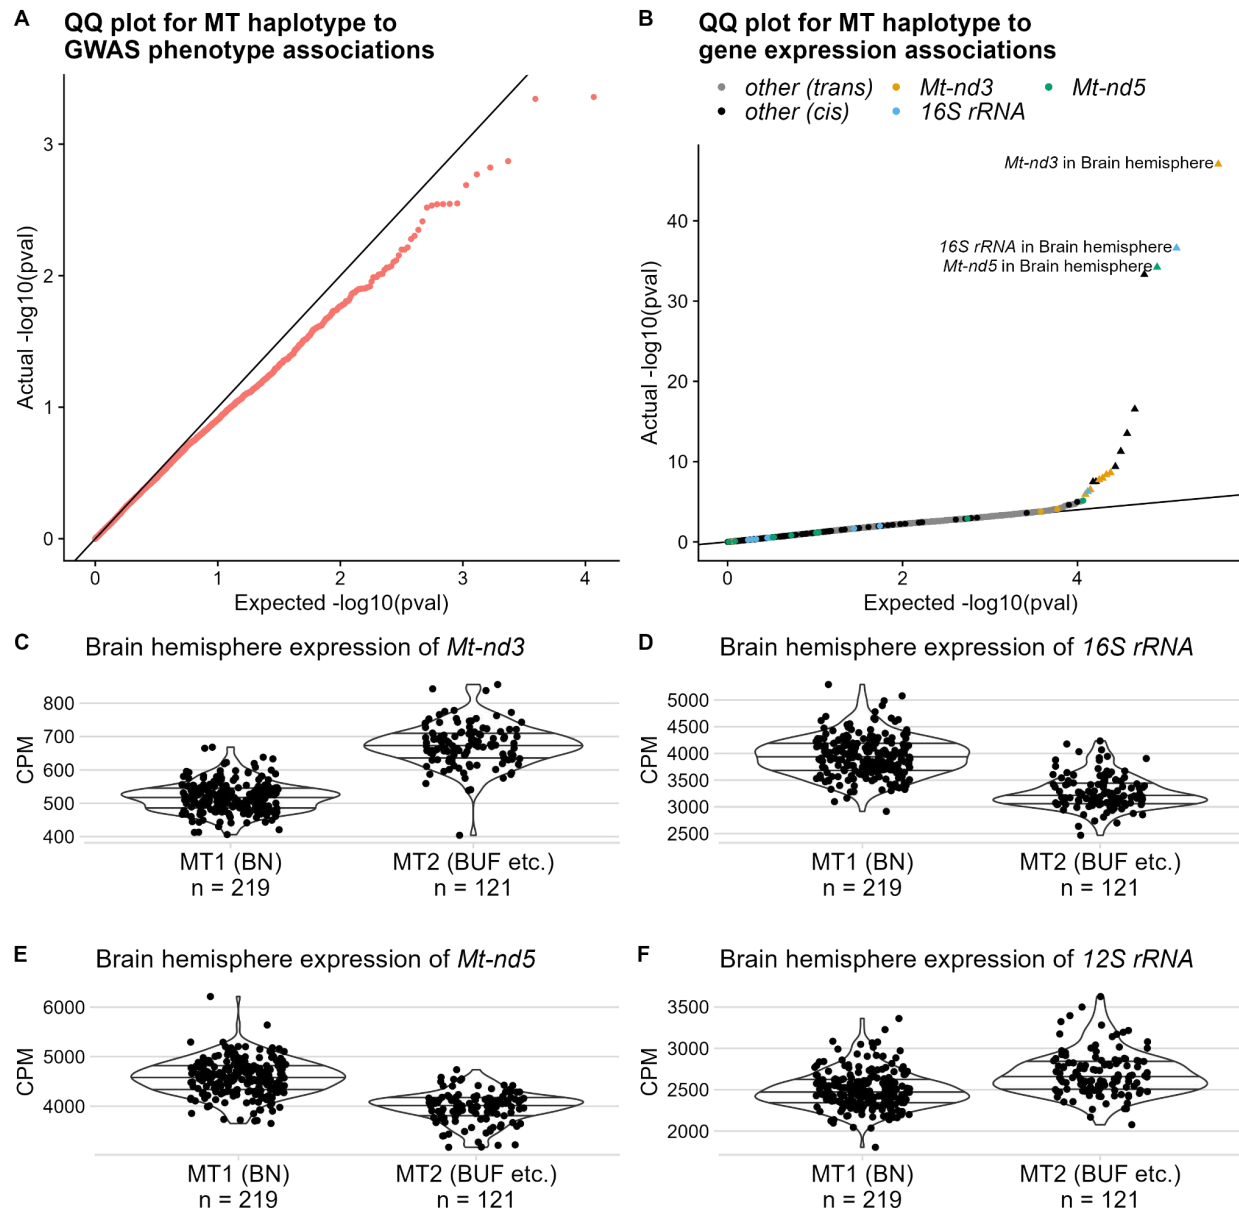 A
QQ plot for MT haplotype to
GWAS phenotype associations
3
2
1
0
Actual -log10(pval)
0 1 2 3 4
Expected -log10(pval)
B
QQ plot for MT haplotype to
gene expression associations
other (trans) Mt-nd3 Mt-nd5
other (cis) 16S rRNA
Mt-nd3 in Brain hemisphere
16S rRNA in Brain hemisphere
Mt-nd5 in Brain hemisphere
40
30
20
10
0
Actual -log10(pval)
0 2 4
Expected -log10(pval)
C
Brain hemisphere expression of Mt-nd3
800
700
600
500
400
CPM
MT1 (BN) MT2 (BUF etc.)
n = 219 n = 121
D
Brain hemisphere expression of 16S rRNA
5000
4500
4000
3500
3000
2500
CPM
MT1 (BN) MT2 (BUF etc.)
n = 219 n = 121
E
Brain hemisphere expression of Mt-nd5
6000
5000
4000
CPM
MT1 (BN) MT2 (BUF etc.)
n = 219 n = 121
F
Brain hemisphere expression of 12S rRNA
3500
3000
2500
2000
CPM
MT1 (BN) MT2 (BUF etc.)
n = 219 n = 121